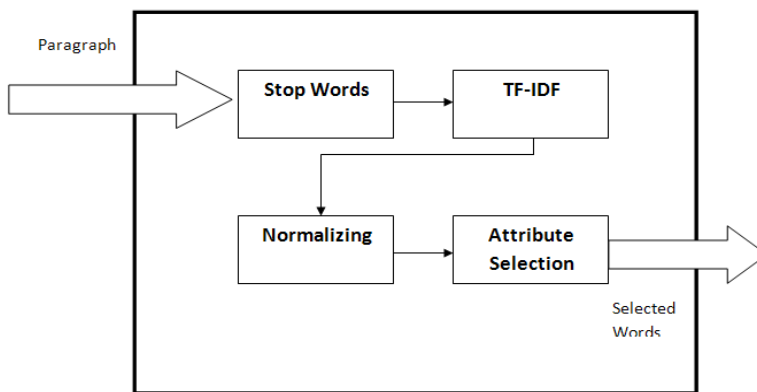 Paragraph
Stop Words
TF-IDF
Normalizing
Attribute
Selection
Selected
Words